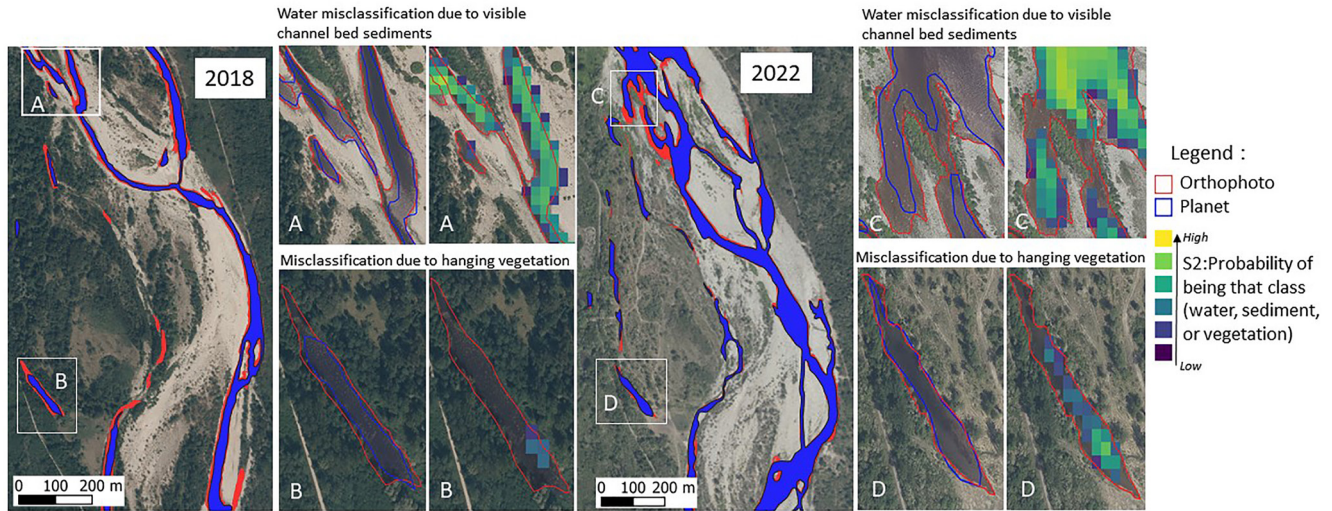 Water misclassification due to visible
channel bed sediments
Water misclassification due to visible
channel bed sediments
2018
A
A
A
2022
C
C
C
Legend :
Orthophoto
Planet
High
S2:Probability of
being that class
(water, sediment,
or vegetation)
Low
Misclassification due to hanging vegetation
Misclassification due to hanging vegetation
B
B
B
D
D
D
0 100 200 m
0 100 200 m